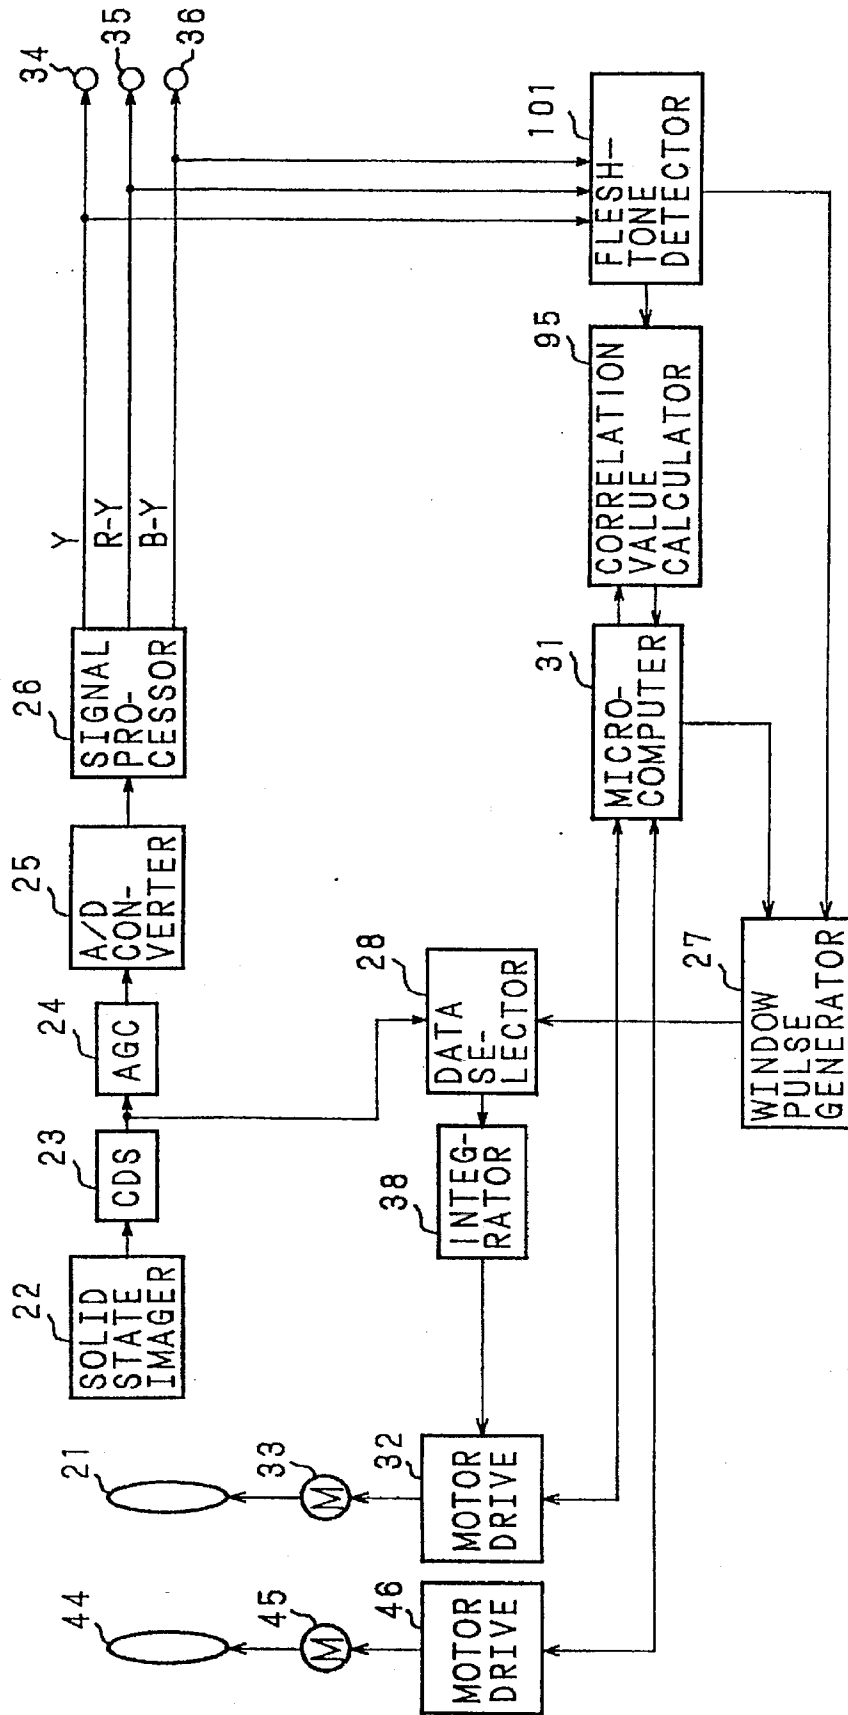 44
21
22
SOLID
STATE
IMAGER
23
CDS
24
AGC
25
A/D
CON-
VERTER
26
SIGNAL
PRO-
CESSOR
Y
R-Y
B-Y
34
35
36
45
M
33
M
46
MOTOR
DRIVE
32
MOTOR
DRIVE
38
INTEG-
RATOR
28
DATA
SE-
LECTOR
31
MICRO-
COMPUTER
95
CORRELATION
VALUE
CALCULATOR
101
FLESH-
TONE
DETECTOR
27
WINDOW
PULSE
GENERATOR